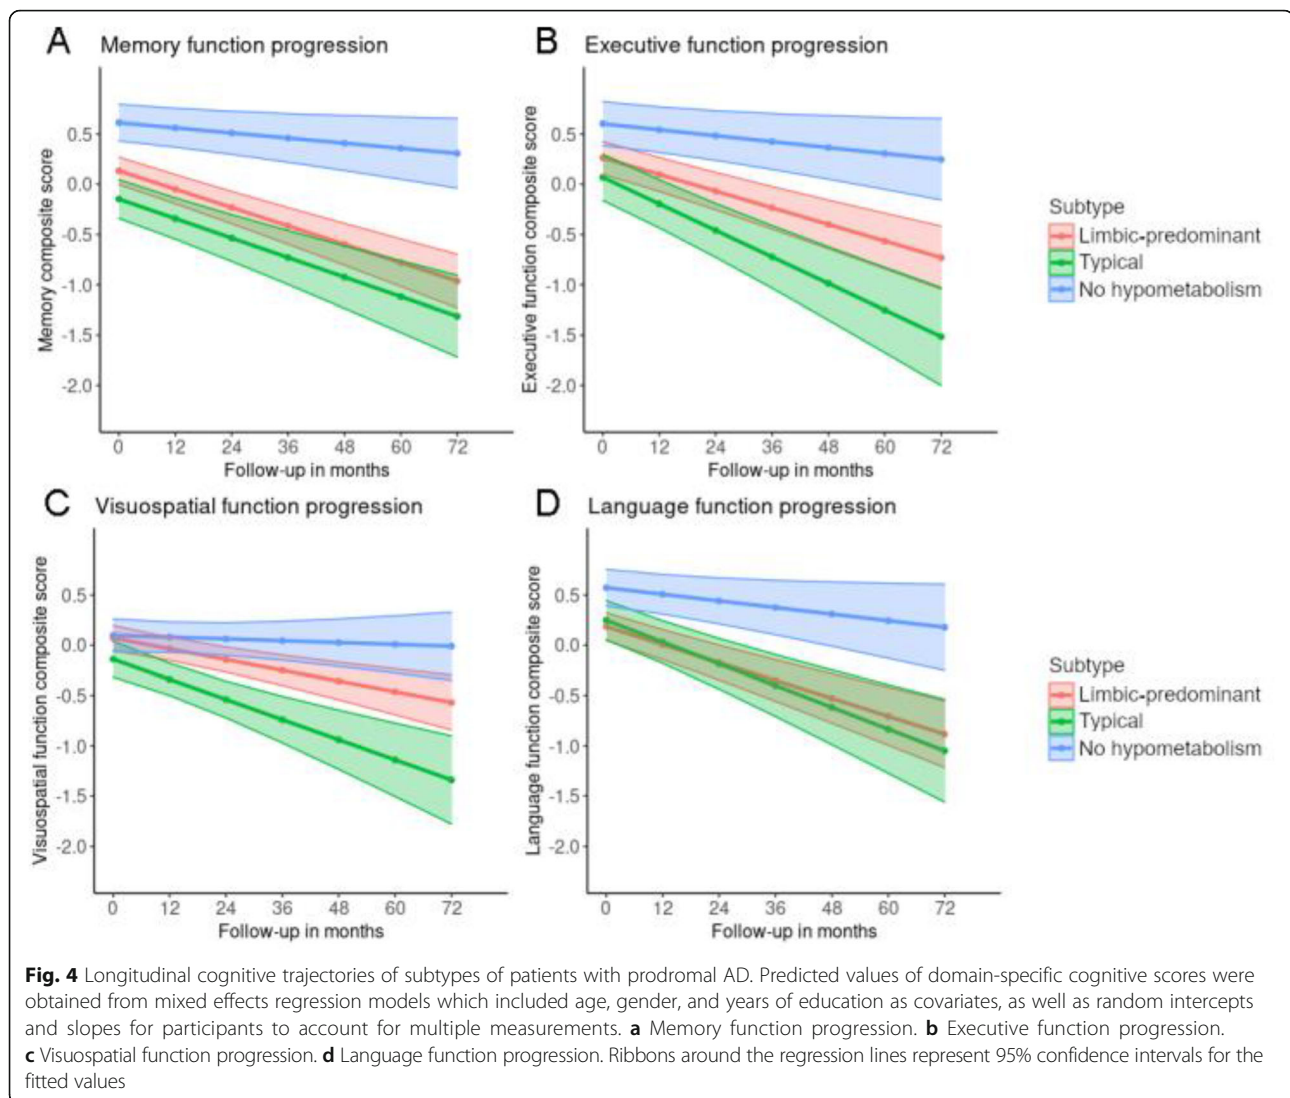 A Memory function progression
Memory composite score
0.5
0.0
-0.5
-1.0
-1.5
-2.0
0 12 24 36 48 60 72
Follow-up in months
B Executive function progression
Executive function composite score
0.5
0.0
-0.5
-1.0
-1.5
-2.0
0 12 24 36 48 60 72
Follow-up in months
Subtype
Limbic-predominant
Typical
No hypometabolism
C Visuospatial function progression
Visuospatial function composite score
0.5
0.0
-0.5
-1.0
-1.5
-2.0
0 12 24 36 48 60 72
Follow-up in months
D Language function progression
Language function composite score
0.5
0.0
-0.5
-1.0
-1.5
-2.0
0 12 24 36 48 60 72
Follow-up in months
Subtype
Limbic-predominant
Typical
No hypometabolism
Fig. 4 Longitudinal cognitive trajectories of subtypes of patients with prodromal AD. Predicted values of domain-specific cognitive scores were
obtained from mixed effects regression models which included age, gender, and years of education as covariates, as well as random intercepts
and slopes for participants to account for multiple measurements. a Memory function progression. b Executive function progression.
c Visuospatial function progression. d Language function progression. Ribbons around the regression lines represent 95% confidence intervals for the
fitted values